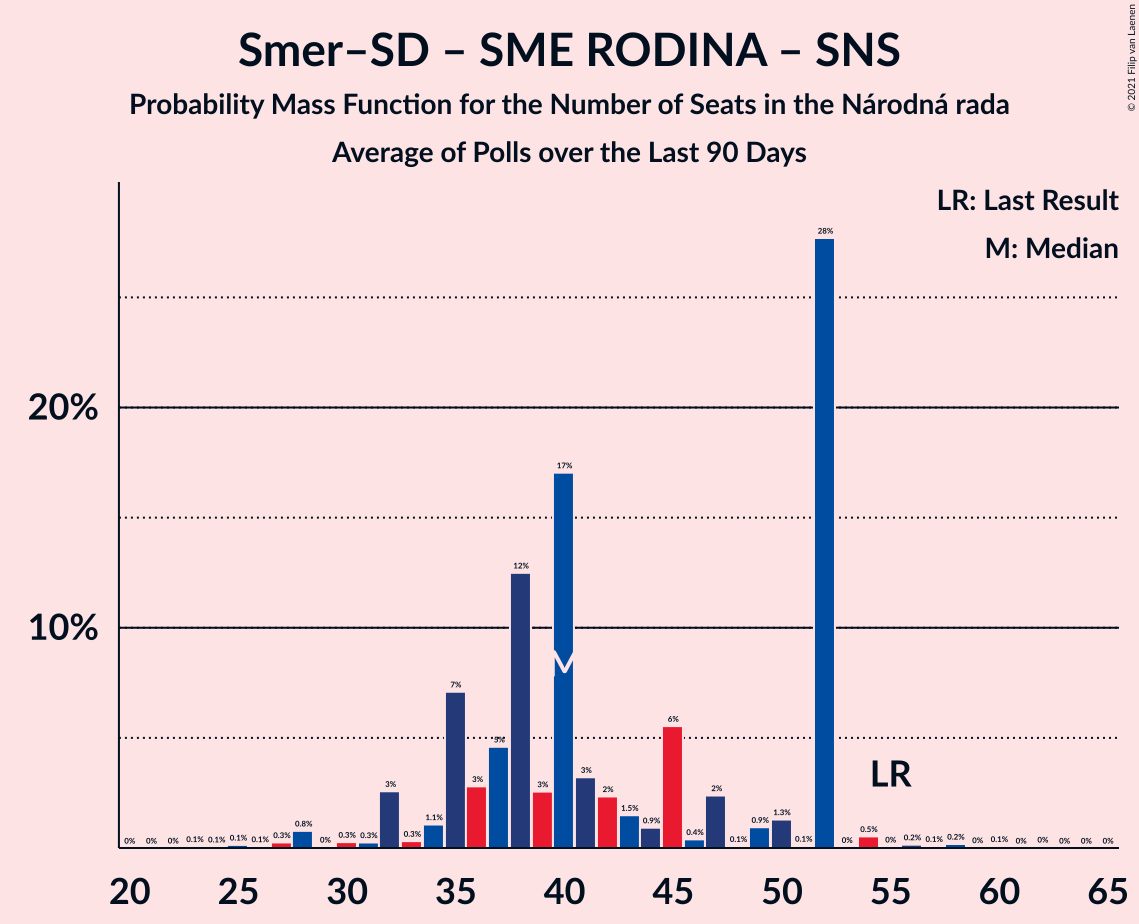 Smer–SD – SME RODINA – SNS
Probability Mass Function for the Number of Seats in the Národná rada
Average of Polls over the Last 90 Days
© 2021 Filip van Laenen
LR: Last Result
M: Median
20%
10%
0% 0% 0% 0.1% 0.1% 0.1% 0.1% 0.3% 0.8% 0% 0.3% 0.3% 3% 0.3% 1.1% 7% 3% 5% 12% 3% 17% 3% 2% 1.5% 0.9% 6% 0.4% 2% 0.1% 0.9% 1.3% 0.1% 28% 0% 0.5% 0% 0.2% 0.1% 0.2% 0% 0.1% 0% 0% 0% 0% 0%
M
LR
20 25 30 35 40 45 50 55 60 65